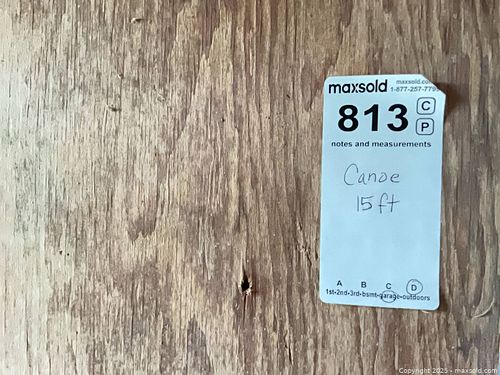 maxsold maxsold.co
1-877-257-779
813 C
P
notes and measurements
Canoe
15 ft
A B C D
1st-2nd-3rd-bsmt-garage-outdoors
Copyright 2025 - maxsold.com